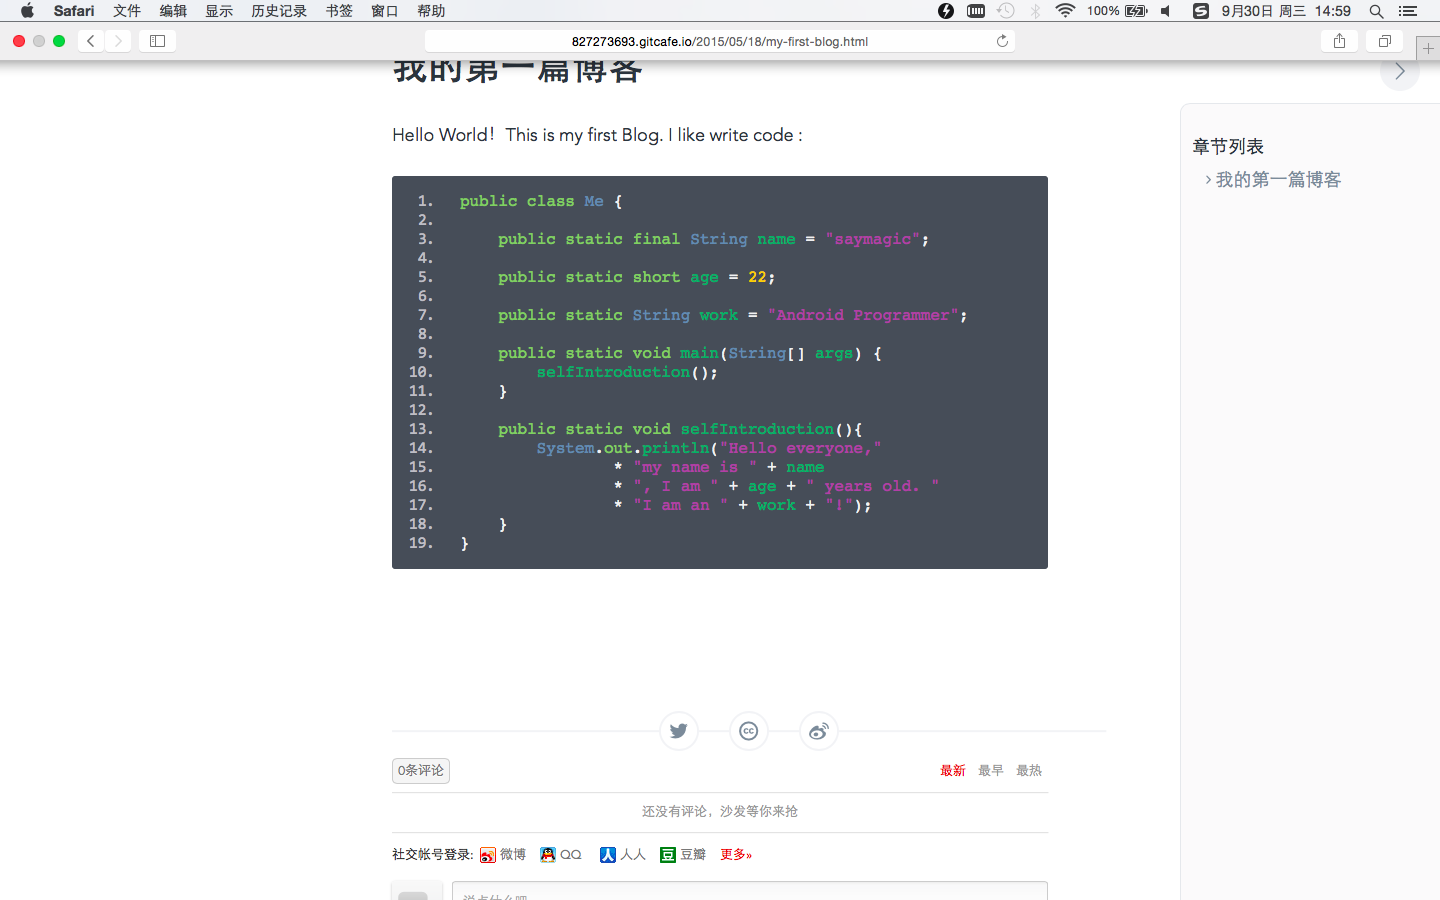 Safari 文件 编辑 显示 历史记录 书签 窗口 帮助 100% 9月30日 周三 14:59
827273693.gitcafe.io/2015/05/18/my-first-blog.html
我的第一篇博客
Hello World！This is my first Blog. I like write code :
1. public class Me {
2.
3. public static final String name = "saymagic";
4.
5. public static short age = 22;
6.
7. public static String work = "Android Programmer";
8.
9. public static void main(String[] args) {
10. selfIntroduction();
11. }
12.
13. public static void selfIntroduction(){
14. System.out.println("Hello everyone,"
15. * "my name is " + name
16. * ", I am " + age + " years old. "
17. * "I am an " + work + "!");
18. }
19. }
章节列表
› 我的第一篇博客
cc
0条评论 最新 最早 最热
还没有评论，沙发等你来抢
社交帐号登录: 微博 QQ 人人 豆瓣 更多»
说点什么吧